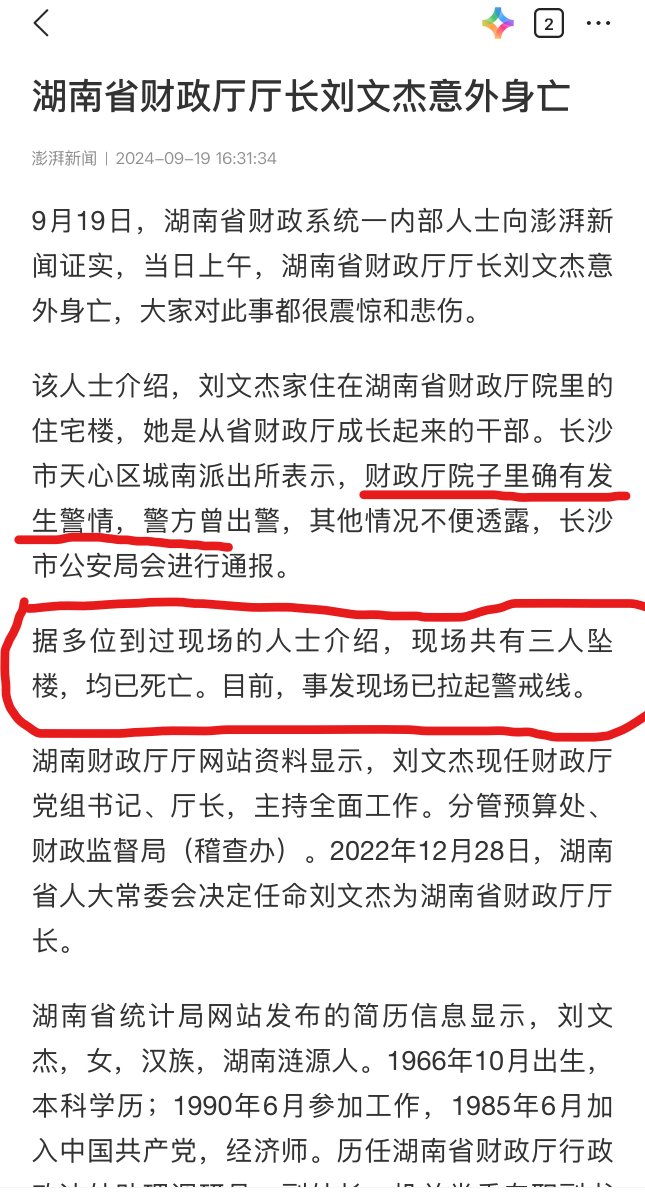 2
湖南省财政厅厅长刘文杰意外身亡
澎湃新闻 | 2024-09-19 16:31:34
9月19日，湖南省财政系统一内部人士向澎湃新
闻证实，当日上午，湖南省财政厅厅长刘文杰意
外身亡，大家对此事都很震惊和悲伤。
该人士介绍，刘文杰家住在湖南省财政厅院里的
住宅楼，她是从省财政厅成长起来的干部。长沙
市天心区城南派出所表示，财政厅院子里确有发
生警情，警方曾出警，其他情况不便透露，长沙
市公安局会进行通报。
据多位到过现场的人士介绍，现场共有三人坠
楼，均已死亡。目前，事发现场已拉起警戒线。
湖南财政厅厅网站资料显示，刘文杰现任财政厅
党组书记、厅长，主持全面工作。分管预算处、
财政监督局（稽查办）。2022年12月28日，湖南
省人大常委会决定任命刘文杰为湖南省财政厅厅
长。
湖南省统计局网站发布的简历信息显示，刘文
杰，女，汉族，湖南涟源人。1966年10月出生，
本科学历；1990年6月参加工作，1985年6月加
入中国共产党，经济师。历任湖南省财政厅行政